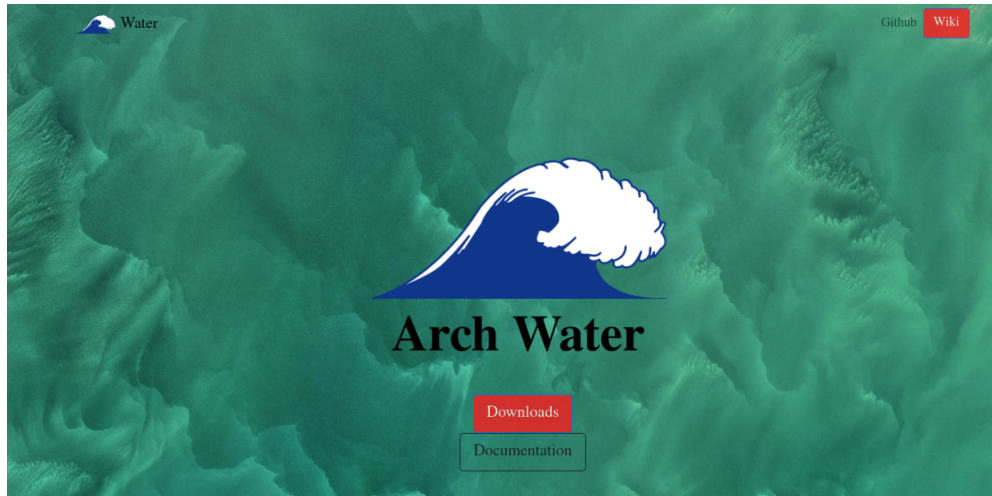 Water
Github
Wiki
Arch Water
Downloads
Documentation